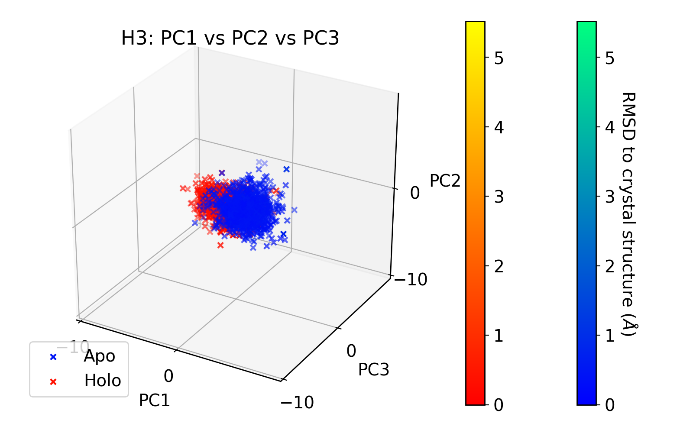 H3: PC1 vs PC2 vs PC3
PC2
0
−10
0
PC3
−10
−10
0
PC1
Apo
Holo
5
4
3
2
1
0
5
4
3
2
1
0
RMSD to crystal structure (Å)